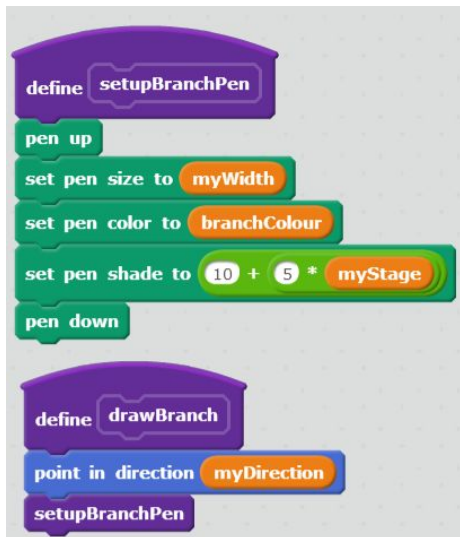 define setupBranchPen
pen up
set pen size to myWidth
set pen color to branchColour
set pen shade to 10 + 5 * myStage
pen down
define drawBranch
point in direction myDirection
setupBranchPen